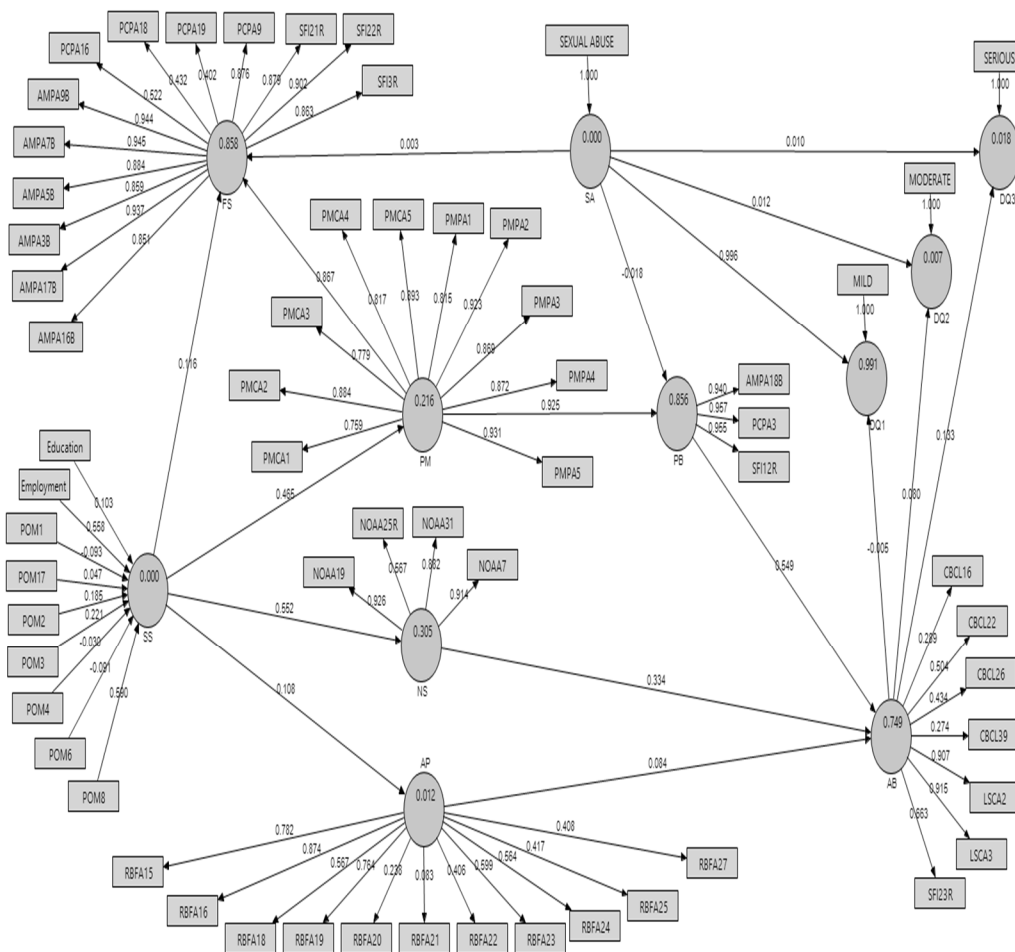 PCPA18
PCPA19
PCPA9
SFI21R
SFI22R
SEXUAL ABUSE
SERIOUS
PCPA16
SFI3R
1.000
1.000
0.432
0.402
0.876
0.879
0.902
0.863
AMPA9B
0.522
0.944
AMPA7B
0.945
0.858
0.003
0.000
0.010
0.018
AMPA5B
0.884
FS
SA
MODERATE
DQ3
0.859
0.012
1.000
AMPA3B
0.937
PMCA4
PMCA5
PMPA1
PMPA2
0.851
0.007
AMPA17B
0.867
0.817
0.893
0.815
0.923
-0.018
0.996
MILD
DQ2
1.000
AMPA16B
PMCA3
PMPA3
0.779
0.869
0.116
PMCA2
0.884
0.872
PMPA4
0.991
DQ1
0.216
0.925
0.856
0.940
AMPA18B
0.957
PCPA3
0.955
SFI12R
0.133
PMCA1
0.759
PM
0.931
PMPA5
PB
Education
0.465
0.080
Employment
0.103
0.558
NOAA25R
NOAA31
-0.005
POM1
-0.093
NOAA19
0.567
0.882
NOAA7
0.549
CBCL16
POM17
0.047
0.000
0.926
0.914
0.289
CBCL22
POM2
0.185
0.552
0.305
0.504
POM3
0.221
SS
NS
0.434
CBCL26
-0.030
0.334
POM4
-0.091
0.108
0.749
0.274
CBCL39
POM6
0.590
AP
0.084
AB
0.907
LSCA2
POM8
0.012
0.915
0.663
LSCA3
0.782
0.408
RBFA27
SFI23R
RBFA15
0.874
0.417
0.567
0.764
0.238
0.083
0.406
0.599
0.564
RBFA16
RBFA25
RBFA18
RBFA19
RBFA20
RBFA21
RBFA22
RBFA23
RBFA24